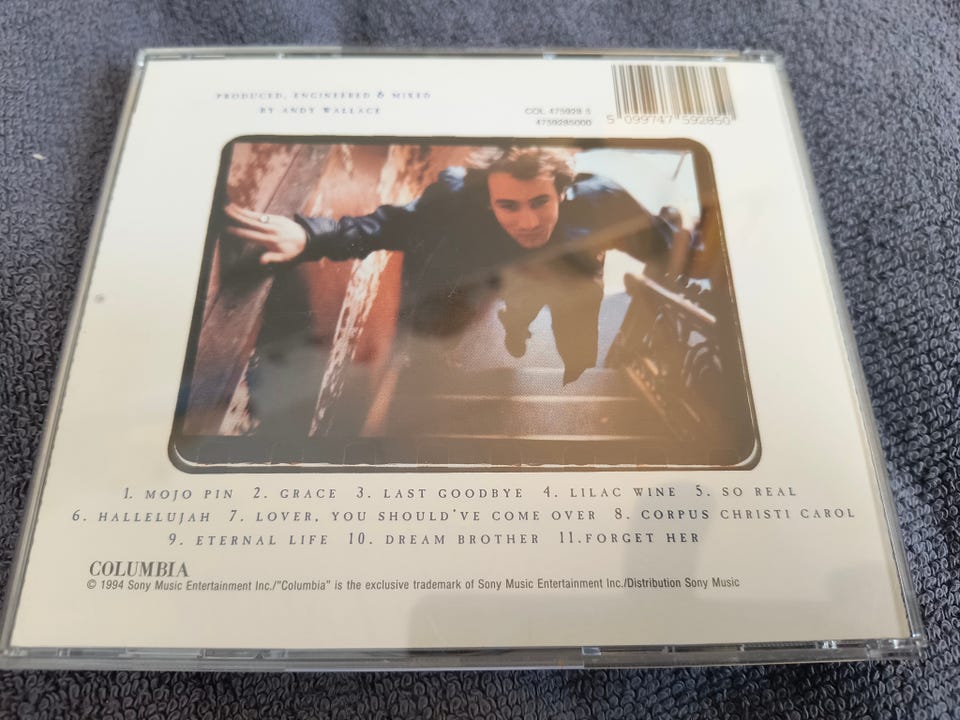 PRODUCED, ENGINEERED & MIXED
BY ANDY WALLACE
COL 475928 5
4759285000
5 099747 592850
1. MOJO PIN 2. GRACE 3. LAST GOODBYE 4. LILAC WINE 5. SO REAL
6. HALLELUJAH 7. LOVER, YOU SHOULD'VE COME OVER 8. CORPUS CHRISTI CAROL
9. ETERNAL LIFE 10. DREAM BROTHER 11.FORGET HER
COLUMBIA
© 1994 Sony Music Entertainment Inc./"Columbia" is the exclusive trademark of Sony Music Entertainment Inc./Distribution Sony Music